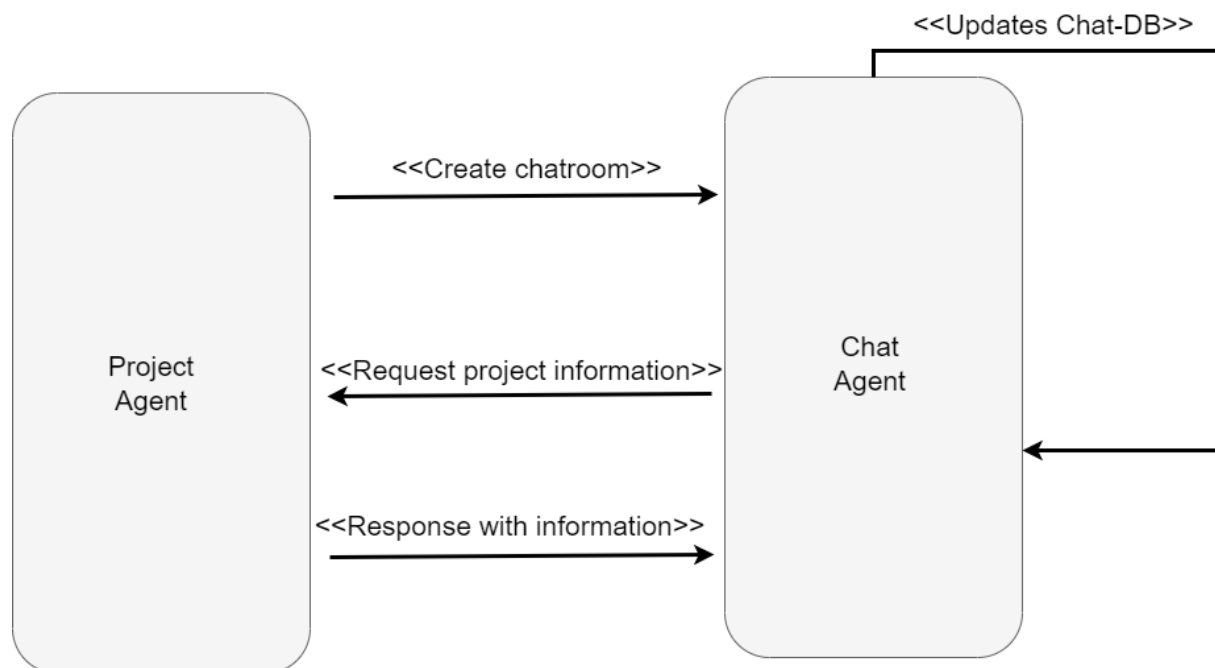 <<Updates Chat-DB>>
<<Create chatroom>>
Project
Agent
<<Request project information>>
Chat
Agent
<<Response with information>>